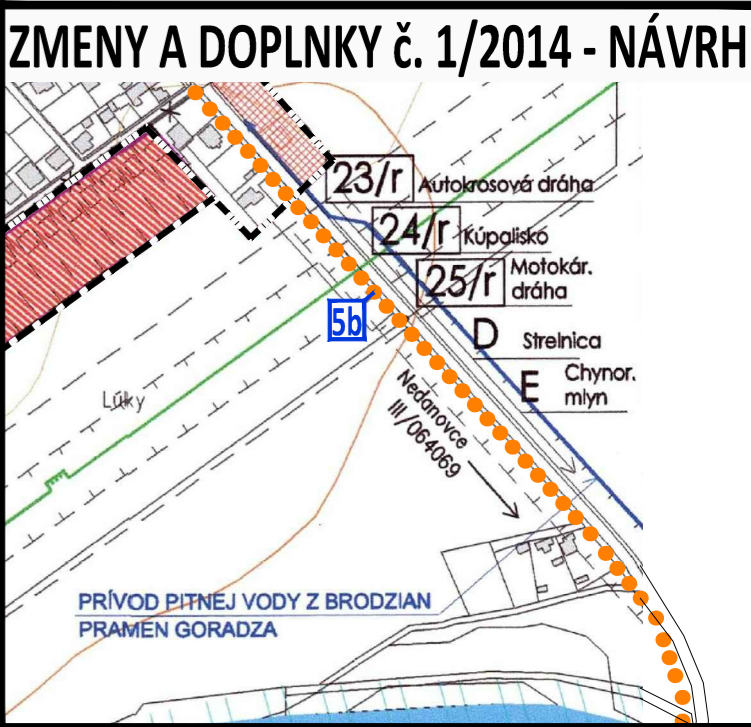 ZMENY A DOPLNKY č. 1/2014 - NÁVRH
23/r Autokrosová dráha
24/r Kúpalisko
25/r Motokár.
dráha
5b
D Strelnica
E Chynor.
mlyn
Lúky
Nedanovce
III/064069
PRÍVOD PITNEJ VODY Z BRODZIAN
PRAMEŇ GORADZA